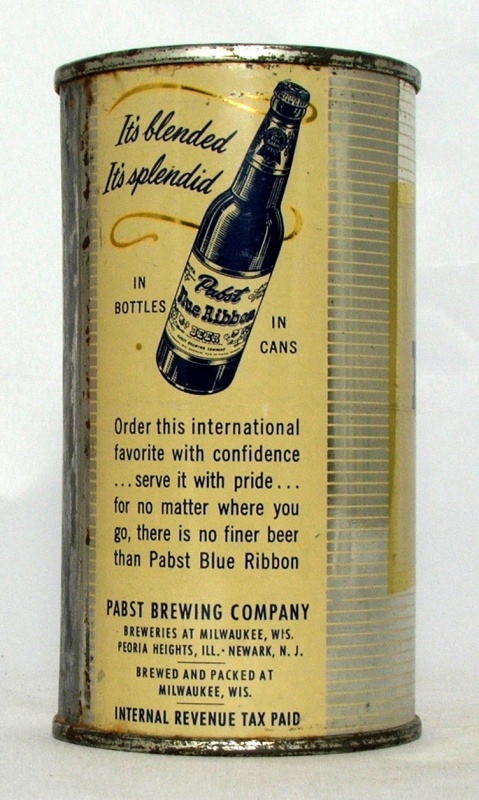 It's blended
It's splendid
IN
BOTTLES
Pabst
Blue Ribbon
BEER
IN
CANS
Order this international
favorite with confidence
...serve it with pride...
for no matter where you
go, there is no finer beer
than Pabst Blue Ribbon
PABST BREWING COMPANY
BREWERIES AT MILWAUKEE, WIS.
PEORIA HEIGHTS, ILL. • NEWARK, N. J.
BREWED AND PACKED AT
MILWAUKEE, WIS.
INTERNAL REVENUE TAX PAID